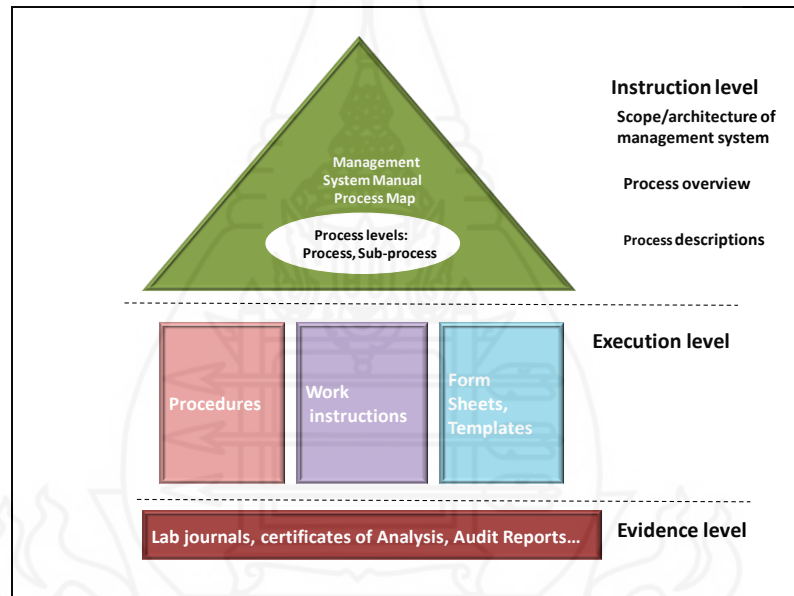 Instruction level
Scope/architecture of
management system
Management
System Manual
Process Map
Process overview
Process levels:
Process, Sub-process
Process descriptions
Execution level
Procedures
Work
instructions
Form
Sheets,
Templates
Evidence level
Lab journals, certificates of Analysis, Audit Reports...